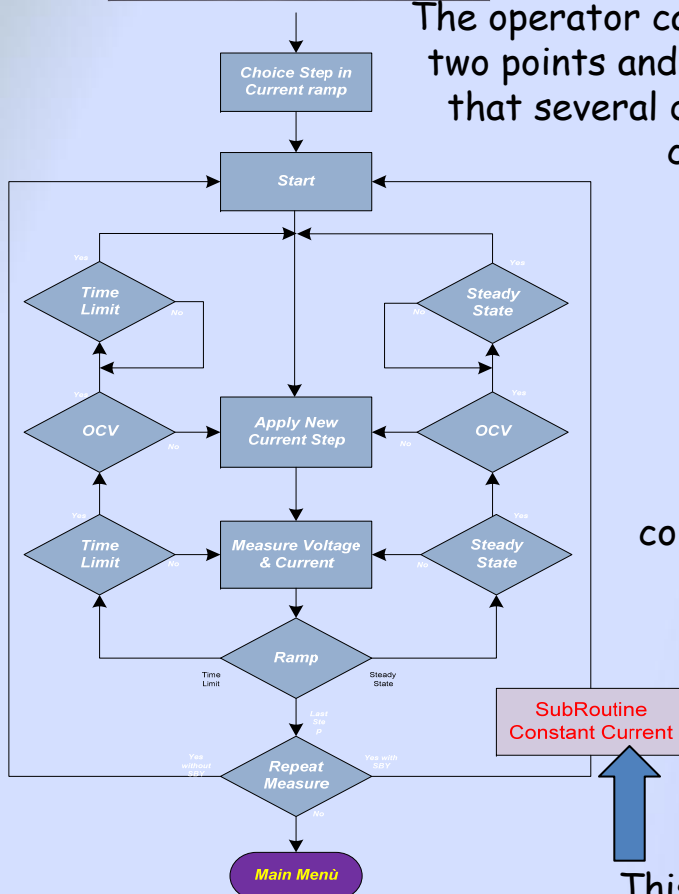 The operator
two points and
that several
Choice Step in
Current ramp
Start
Yes
Time
Limit
No
Yes
Steady
State
No
Yes
OCV
No
Apply New
Current Step
Yes
OCV
No
Yes
Time
Limit
No
Measure Voltage
& Current
Yes
Steady
State
No
co
Ramp
Time
Limit
Steady
State
Last
Ste
p
SubRoutine
Constant Current
Yes
without
SBY
Repeat
Measure
Yes with
SBY
No
Main Menù
This